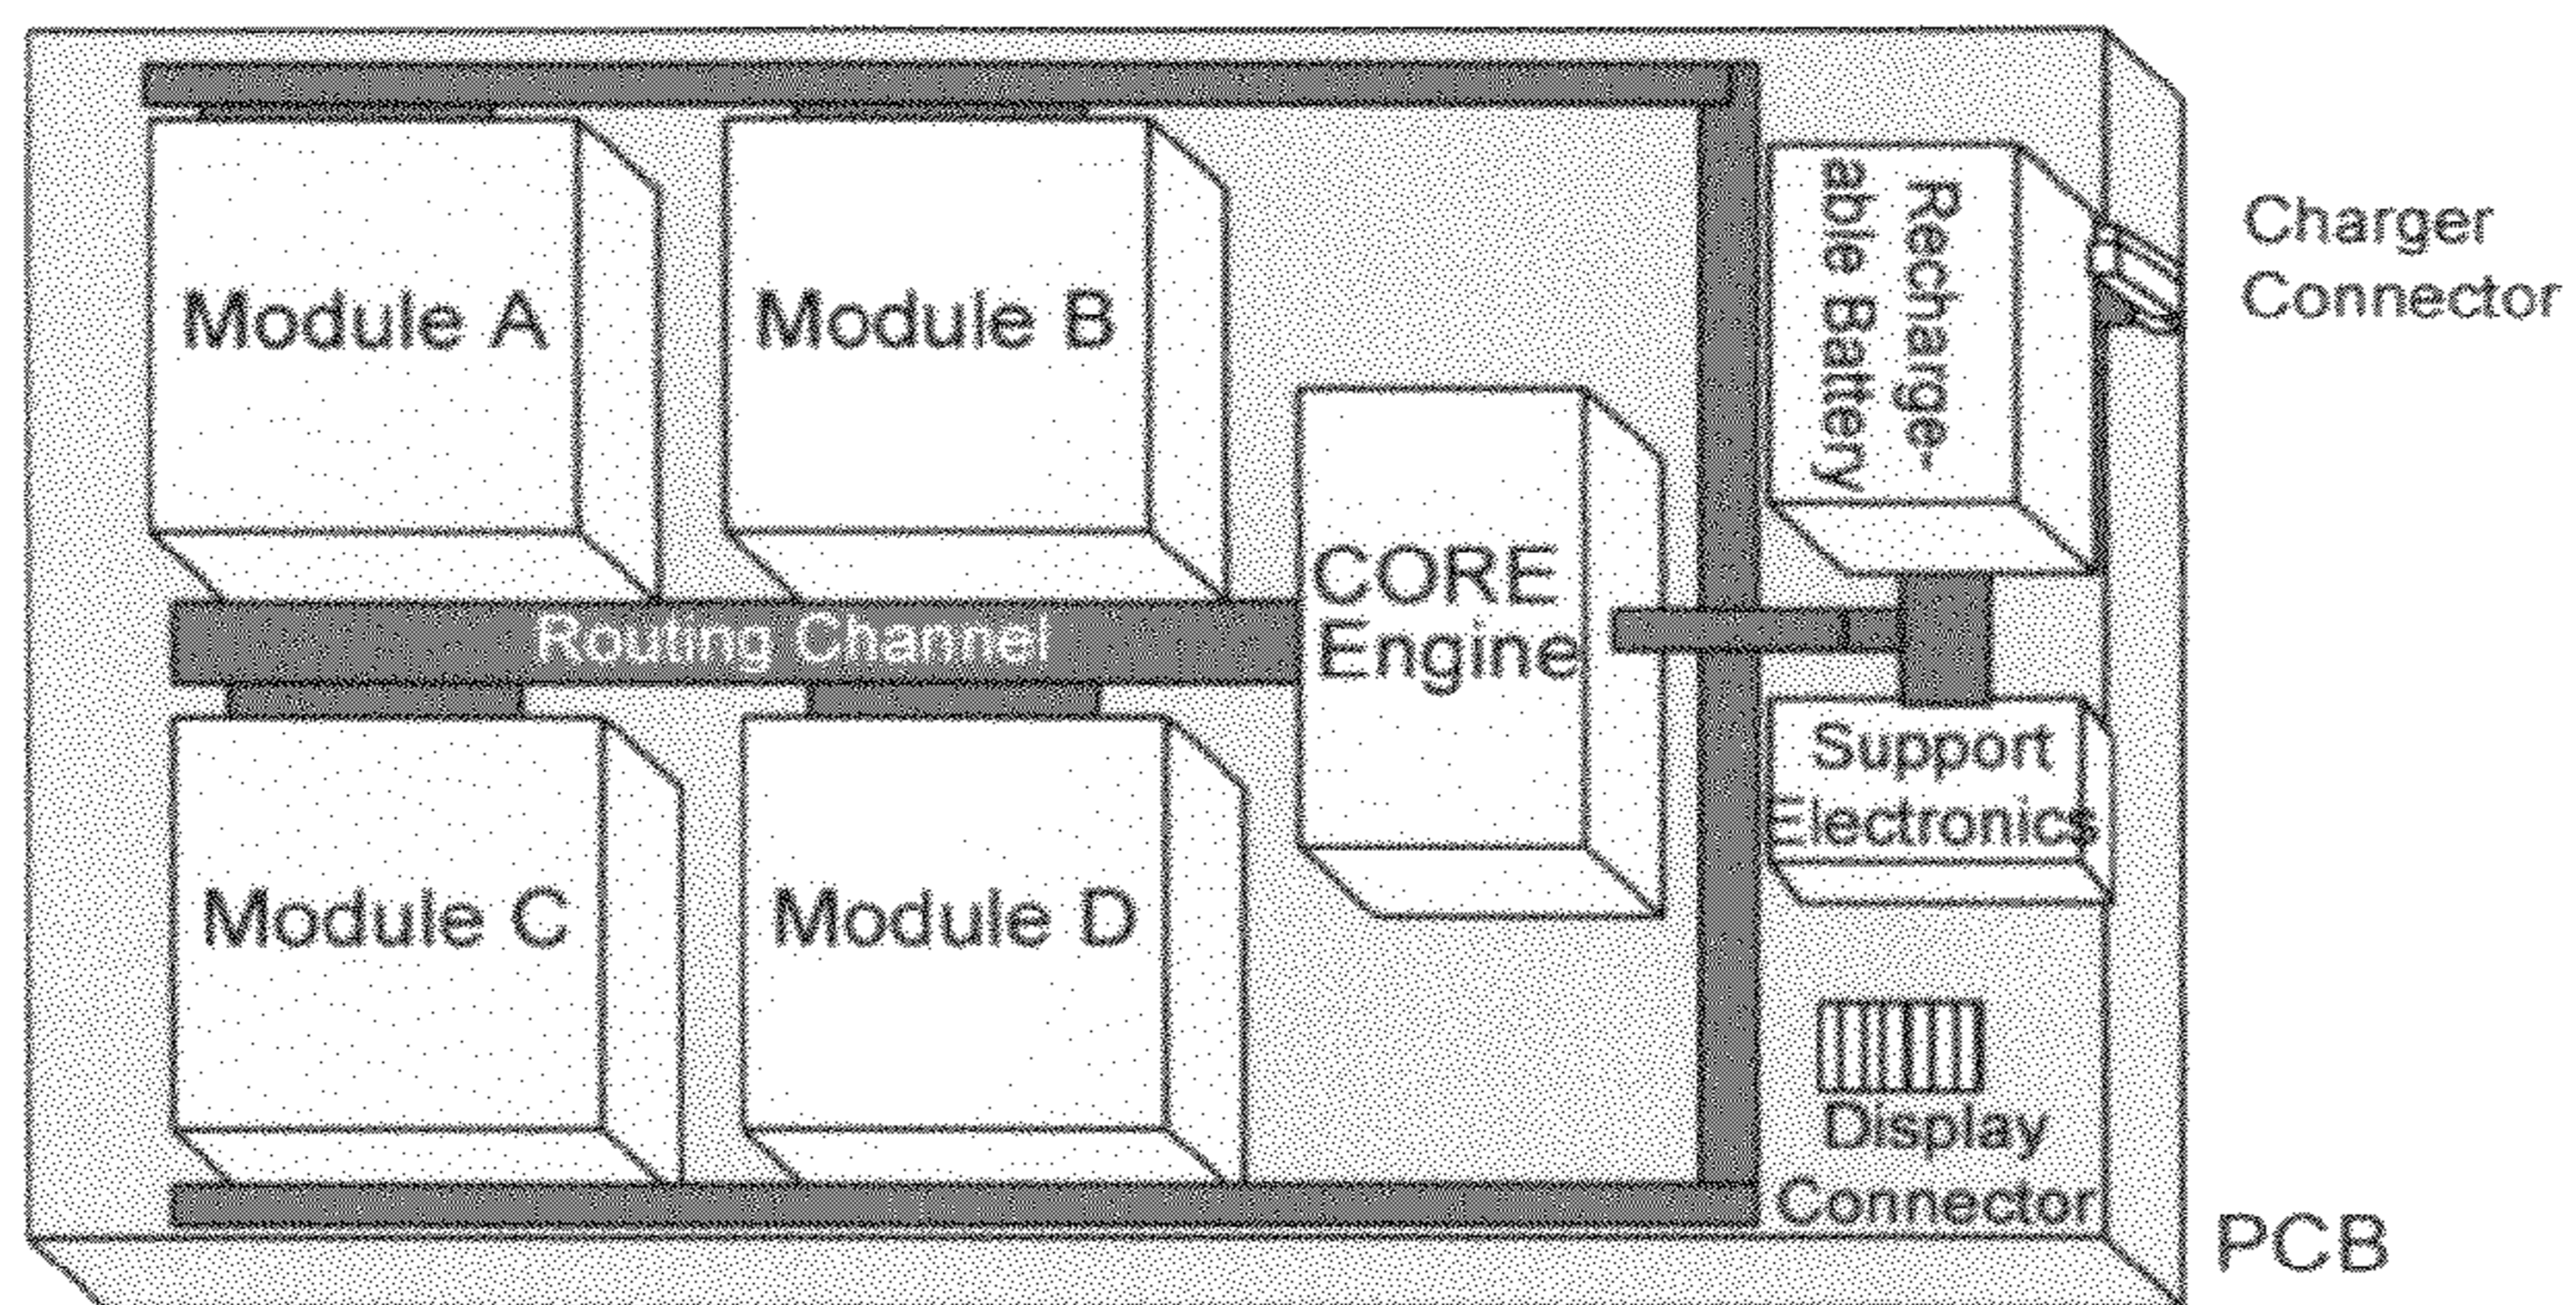 Module A
Module B
Recharge-
able Battery
Charger
Connector
CORE
Engine
Routing Channel
Support
Electronics
Module C
Module D
Display
Connector
PCB